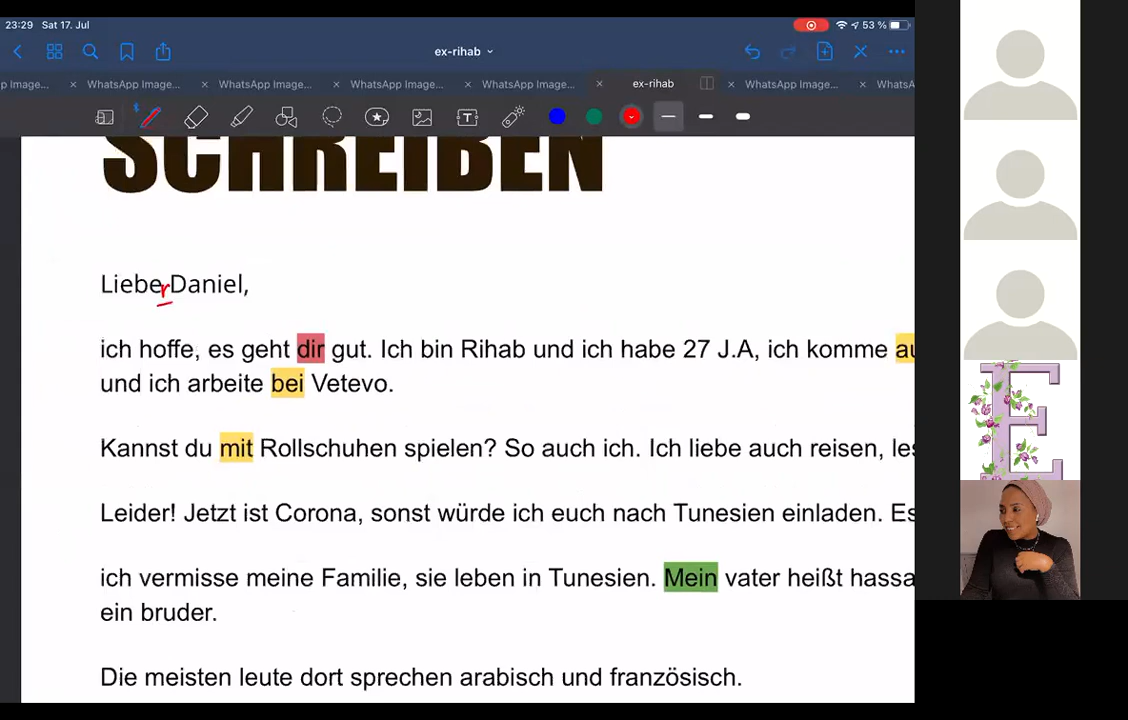 23:29 Sat 17. Jul 53 %
ex-rihab
p Image... WhatsApp Image... WhatsApp Image... WhatsApp Image... WhatsApp Image... ex-rihab WhatsApp Image... WhatsA
SCHREIBEN
Lieber Daniel,
ich hoffe, es geht dir gut. Ich bin Rihab und ich habe 27 J.A, ich komme au
und ich arbeite bei Vetevo.
Kannst du mit Rollschuhen spielen? So auch ich. Ich liebe auch reisen, les
Leider! Jetzt ist Corona, sonst würde ich euch nach Tunesien einladen. Es
ich vermisse meine Familie, sie leben in Tunesien. Mein vater heißt hassa
ein bruder.
Die meisten leute dort sprechen arabisch und französisch.
E